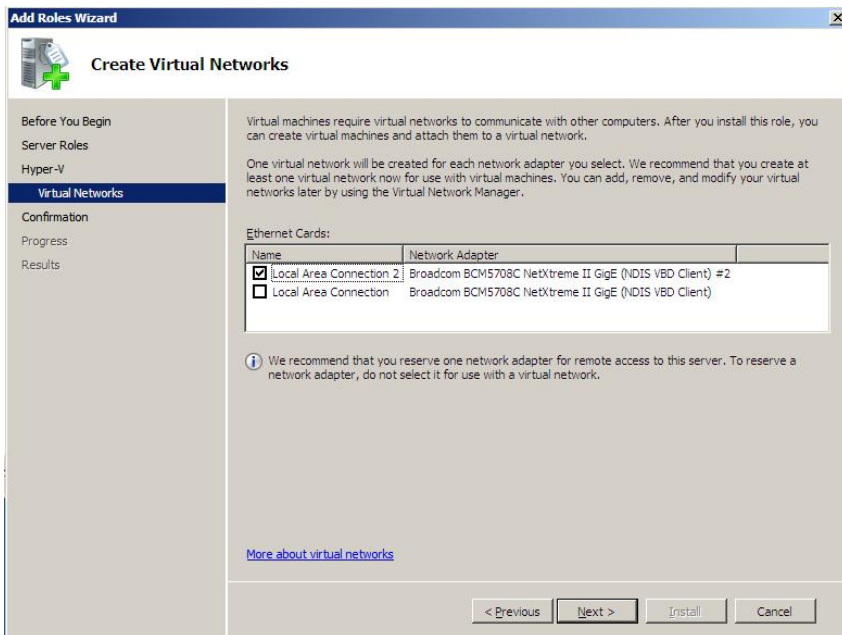 Add Roles Wizard
Create Virtual Networks
Before You Begin
Server Roles
Hyper-V
Virtual Networks
Confirmation
Progress
Results
Virtual machines require virtual networks to communicate with other computers. After you install this role, you
can create virtual machines and attach them to a virtual network.
One virtual network will be created for each network adapter you select. We recommend that you create at
least one virtual network now for use with virtual machines. You can add, remove, and modify your virtual
networks later by using the Virtual Network Manager.
Ethernet Cards:
Name Network Adapter
Local Area Connection 2 Broadcom BCM5708C NetXtreme II GigE (NDIS VBD Client) #2
Local Area Connection Broadcom BCM5708C NetXtreme II GigE (NDIS VBD Client)
We recommend that you reserve one network adapter for remote access to this server. To reserve a
network adapter, do not select it for use with a virtual network.
More about virtual networks
< Previous Next > Install Cancel